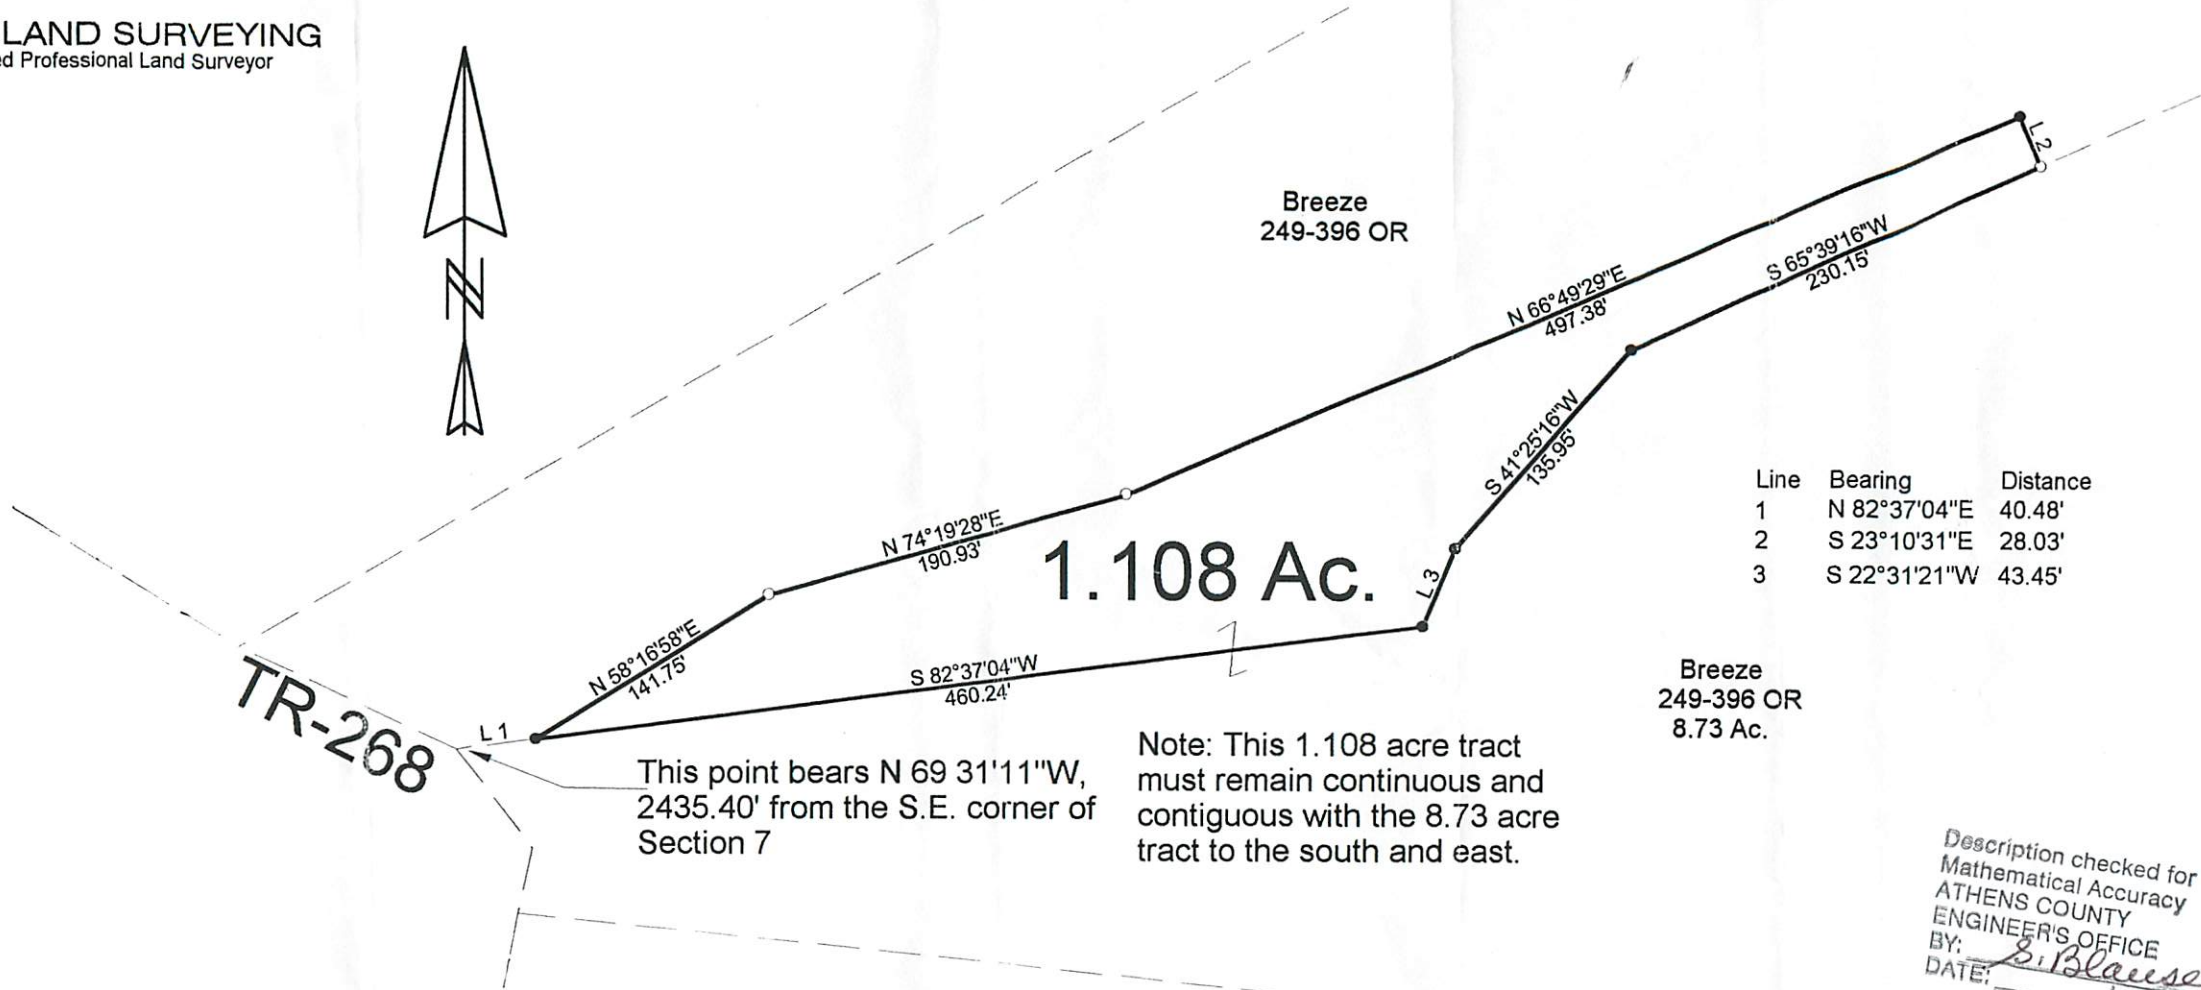 LAND SURVEYING
ed Professional Land Surveyor
N
Breeze
249-396 OR
L 2
N 66°49'29"E
497.38'
S 65°39'16"W
230.15'
S 41°25'16"W
135.95'
N 74°19'28"E
190.93'
1.108 Ac.
L 3
N 58°16'58"E
141.75'
S 82°37'04"W
460.24'
Line Bearing Distance
1 N 82°37'04"E 40.48'
2 S 23°10'31"E 28.03'
3 S 22°31'21"W 43.45'
TR-268
L 1
Breeze
249-396 OR
8.73 Ac.
This point bears N 69 31'11"W,
2435.40' from the S.E. corner of
Section 7
Note: This 1.108 acre tract
must remain continuous and
contiguous with the 8.73 acre
tract to the south and east.
Description checked for
Mathematical Accuracy
ATHENS COUNTY
ENGINEER'S OFFICE
BY: S. Blause
DATE: